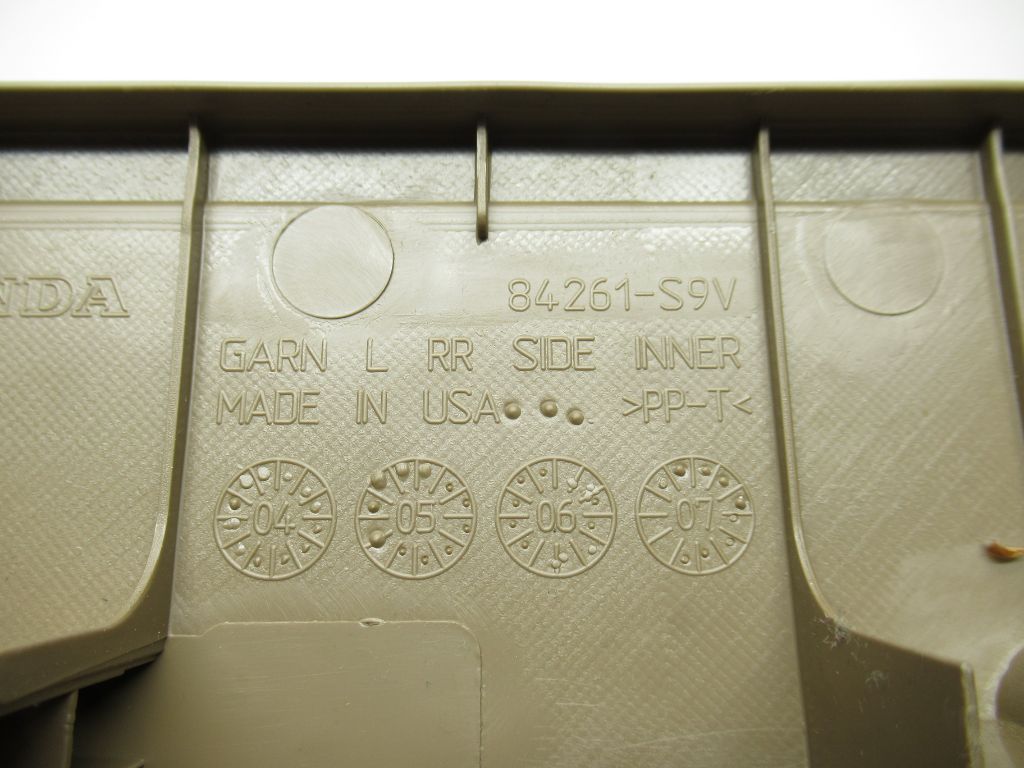 NDA
84261-S9V
GARN L RR SIDE INNER
MADE IN USA >PP-T<
04 05 06 07